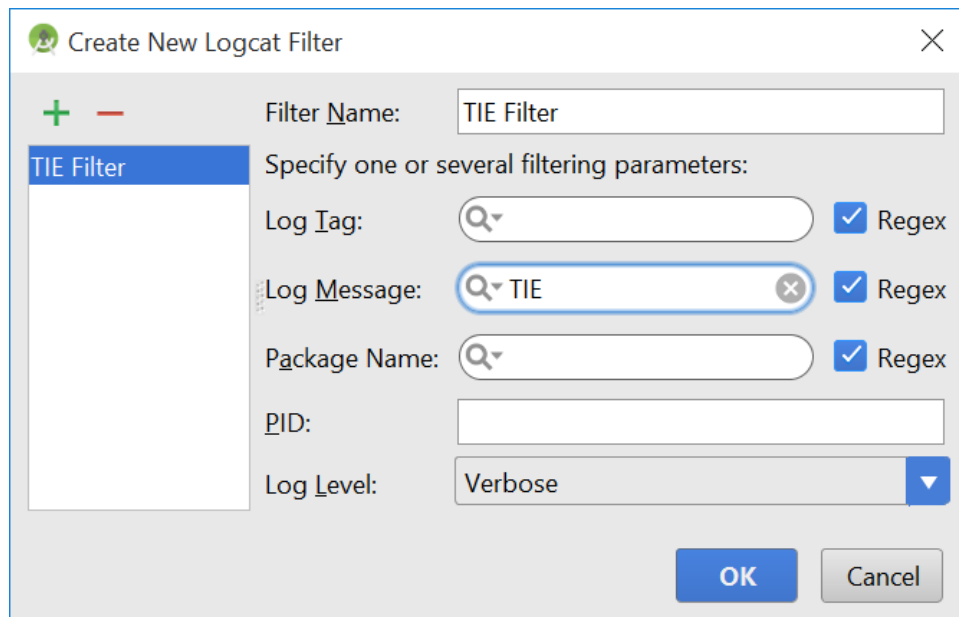 Create New Logcat Filter
Filter Name: TIE Filter
TIE Filter
Specify one or several filtering parameters:
Log Tag: Regex
Log Message: TIE Regex
Package Name: Regex
PID:
Log Level: Verbose
OK Cancel